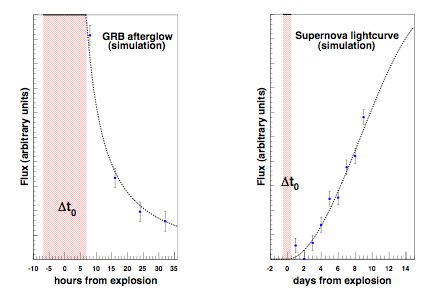 GRB afterglow
(simulation)
Flux (arbitrary units)
Δt0
-10 -5 0 5 10 15 20 25 30 35
hours from explosion
Supernova lightcurve
(simulation)
Flux (arbitrary units)
Δt0
-2 0 2 4 6 8 10 12 14
days from explosion